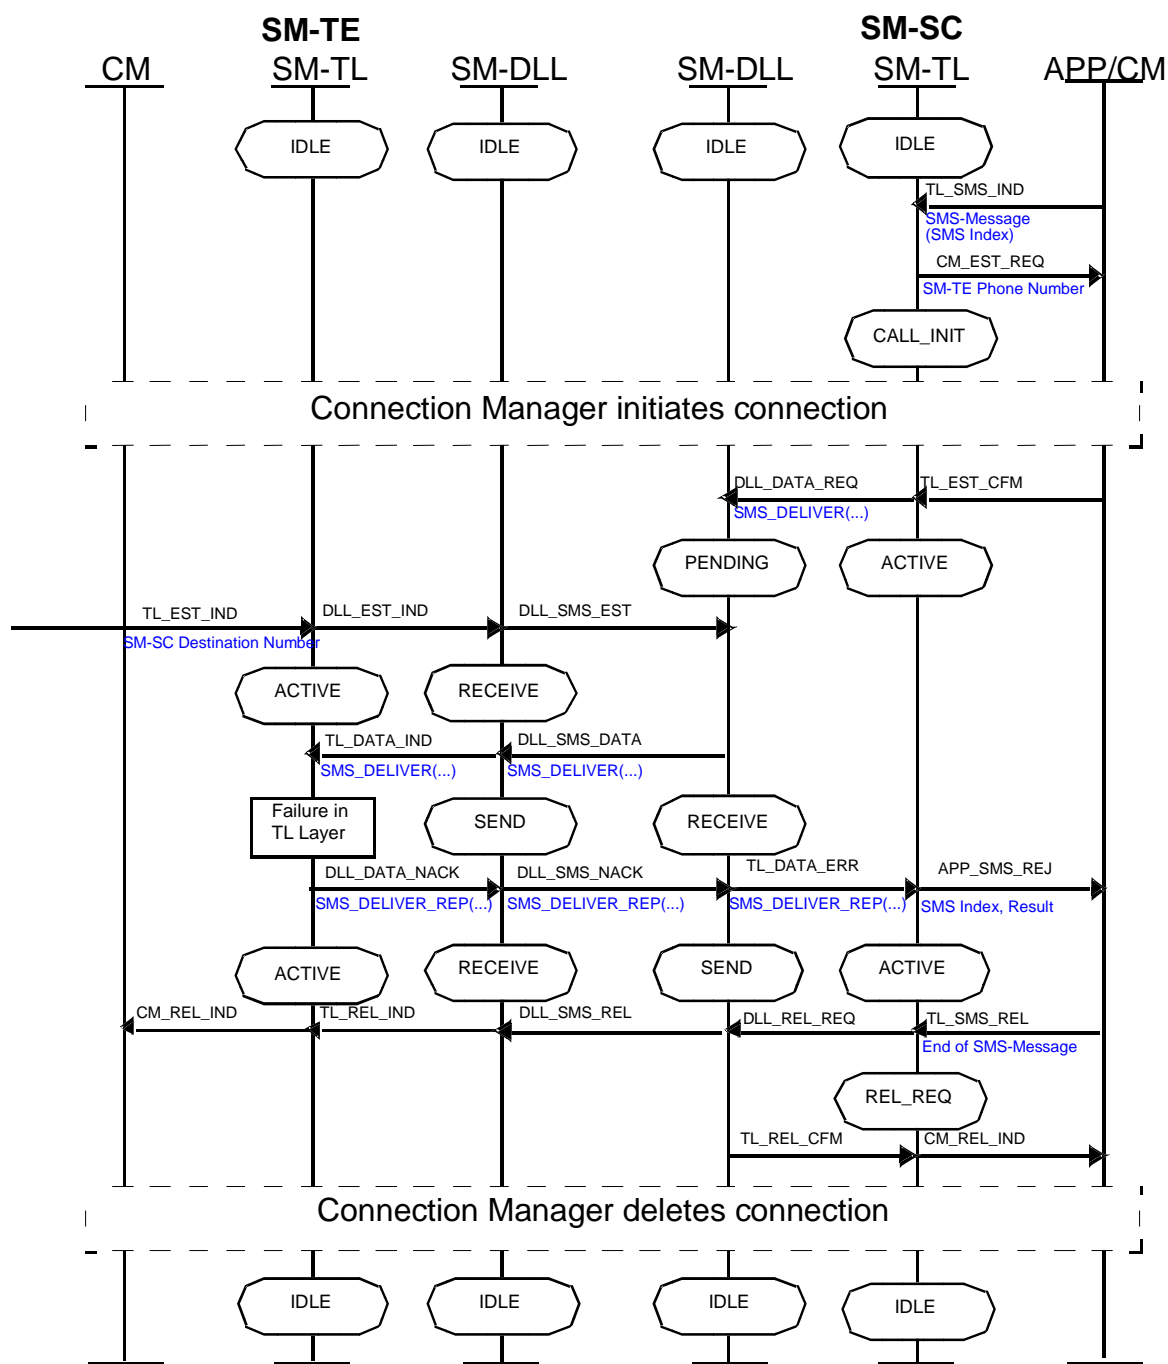 SM-TE SM-SC
CM SM-TL SM-DLL SM-DLL SM-TL APP/CM
IDLE IDLE IDLE IDLE
TL_SMS_IND
SMS-Message
(SMS Index)
CM_EST_REQ
SM-TE Phone Number
CALL_INIT
Connection Manager initiates connection
DLL_DATA_REQ TL_EST_CFM
SMS_DELIVER(...)
PENDING ACTIVE
TL_EST_IND DLL_EST_IND DLL_SMS_EST
SM-SC Destination Number
ACTIVE RECEIVE
TL_DATA_IND DLL_SMS_DATA
SMS_DELIVER(...) SMS_DELIVER(...)
Failure in
TL Layer
SEND RECEIVE
DLL_DATA_NACK DLL_SMS_NACK TL_DATA_ERR APP_SMS_REJ
SMS_DELIVER_REP(...) SMS_DELIVER_REP(...) SMS_DELIVER_REP(...) SMS Index, Result
ACTIVE RECEIVE SEND ACTIVE
CM_REL_IND TL_REL_IND DLL_SMS_REL DLL_REL_REQ TL_SMS_REL
End of SMS-Message
REL_REQ
TL_REL_CFM CM_REL_IND
Connection Manager deletes connection
IDLE IDLE IDLE IDLE